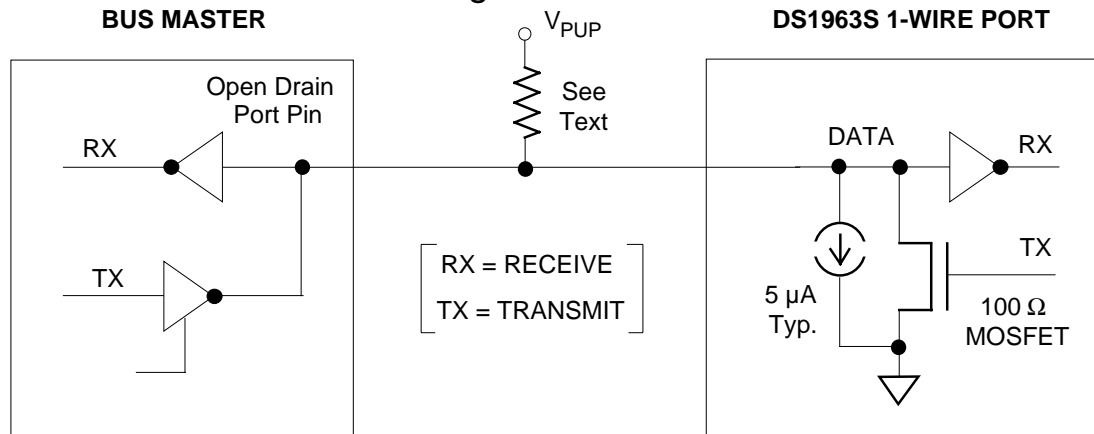 BUS MASTER
V PUP
DS1963S 1-WIRE PORT
Open Drain
Port Pin
See
Text
RX
DATA
RX
TX
TX
RX = RECEIVE
TX = TRANSMIT
5 µA
Typ.
100 Ω
MOSFET